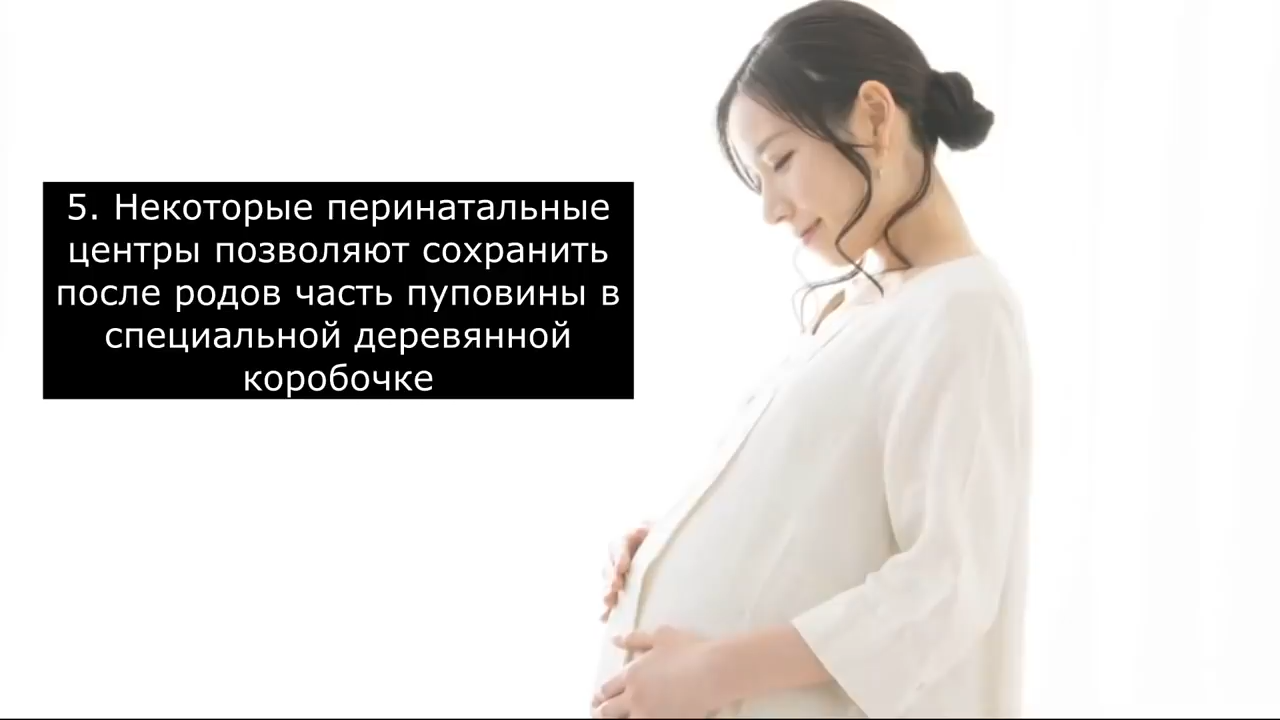 5. Некоторые перинатальные
центры позволяют сохранить
после родов часть пуповины в
специальной деревянной
коробочке